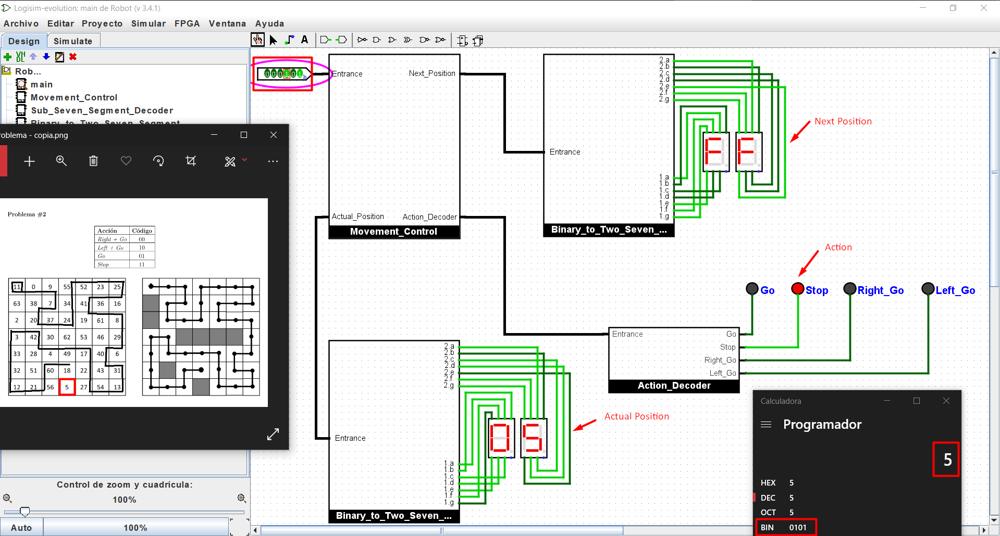 Logisim-evolution: main de Robot (v 3.4.1)
Archivo Editar Proyecto Simular FPGA Ventana Ayuda
Design Simulate
A
Rob...
main
Movement_Control
Sub_Seven_Segment_Decoder
Binary_to_Two_Seven_Segment
roblema - copia.png
Problema #2
Acción Código
Right + Go 00
Left + Go 10
Go 01
Stop 11
11 0 9 55 52 23 25
63 38 7 34 41 36 16
2 20 37 24 19 61 8
3 42 30 62 53 46 29
33 28 4 49 17 40 6
32 51 60 18 22 43 31
12 21 56 5 27 54 13
Control de zoom y cuadrícula:
100%
Auto 100%
000101b
Entrance Next_Position
Actual_Position Action_Decoder
Movement_Control
2.a
2.b
2.c
2.d
2.e
2.f
2.g
Entrance
1.a
1.b
1.c
1.d
1.e
1.f
1.g
Binary_to_Two_Seven_...
FF
Next Position
Action
Go Stop Right_Go Left_Go
Entrance Go
Stop
Right_Go
Left_Go
Action_Decoder
2.a
2.b
2.c
2.d
2.e
2.f
2.g
Entrance
1.a
1.b
1.c
1.d
1.e
1.f
1.g
Binary_to_Two_Seven_...
05
Actual Position
Calculadora
Programador
5
HEX 5
DEC 5
OCT 5
BIN 0101